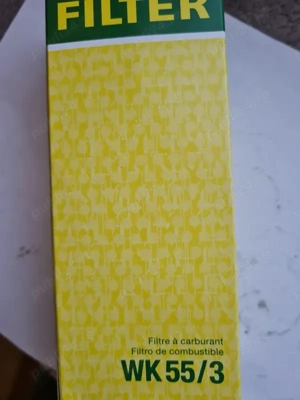 FILTER
Filtre à carburant
Filtro de combustible
WK 55/3